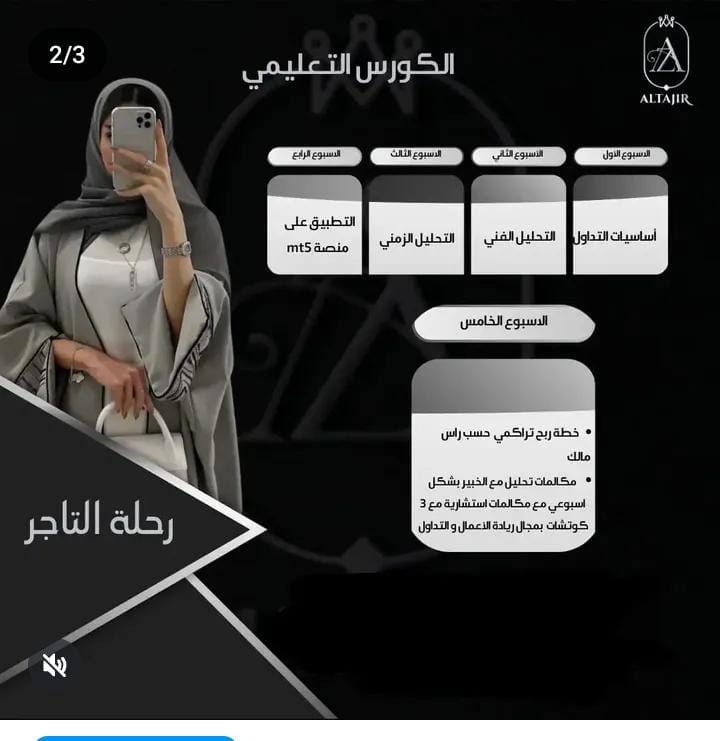 2/3
الكورس التعليمي
ALTAJIR
الاسبوع الأول
الأسبوع الثاني
الاسبوع الثالث
الاسبوع الرابع
أساسيات التداول
التحليل الفني
التحليل الزمني
التطبيق على
منصة mt5
الاسبوع الخامس
• خطة ربح تراكمي حسب راس
مالك
• مكالمات تحليل مع الخبير بشكل
اسبوعي مع مكالمات استشارية مع 3
كوتشات بمجال ريادة الاعمال و التداول
رحلة التاجر